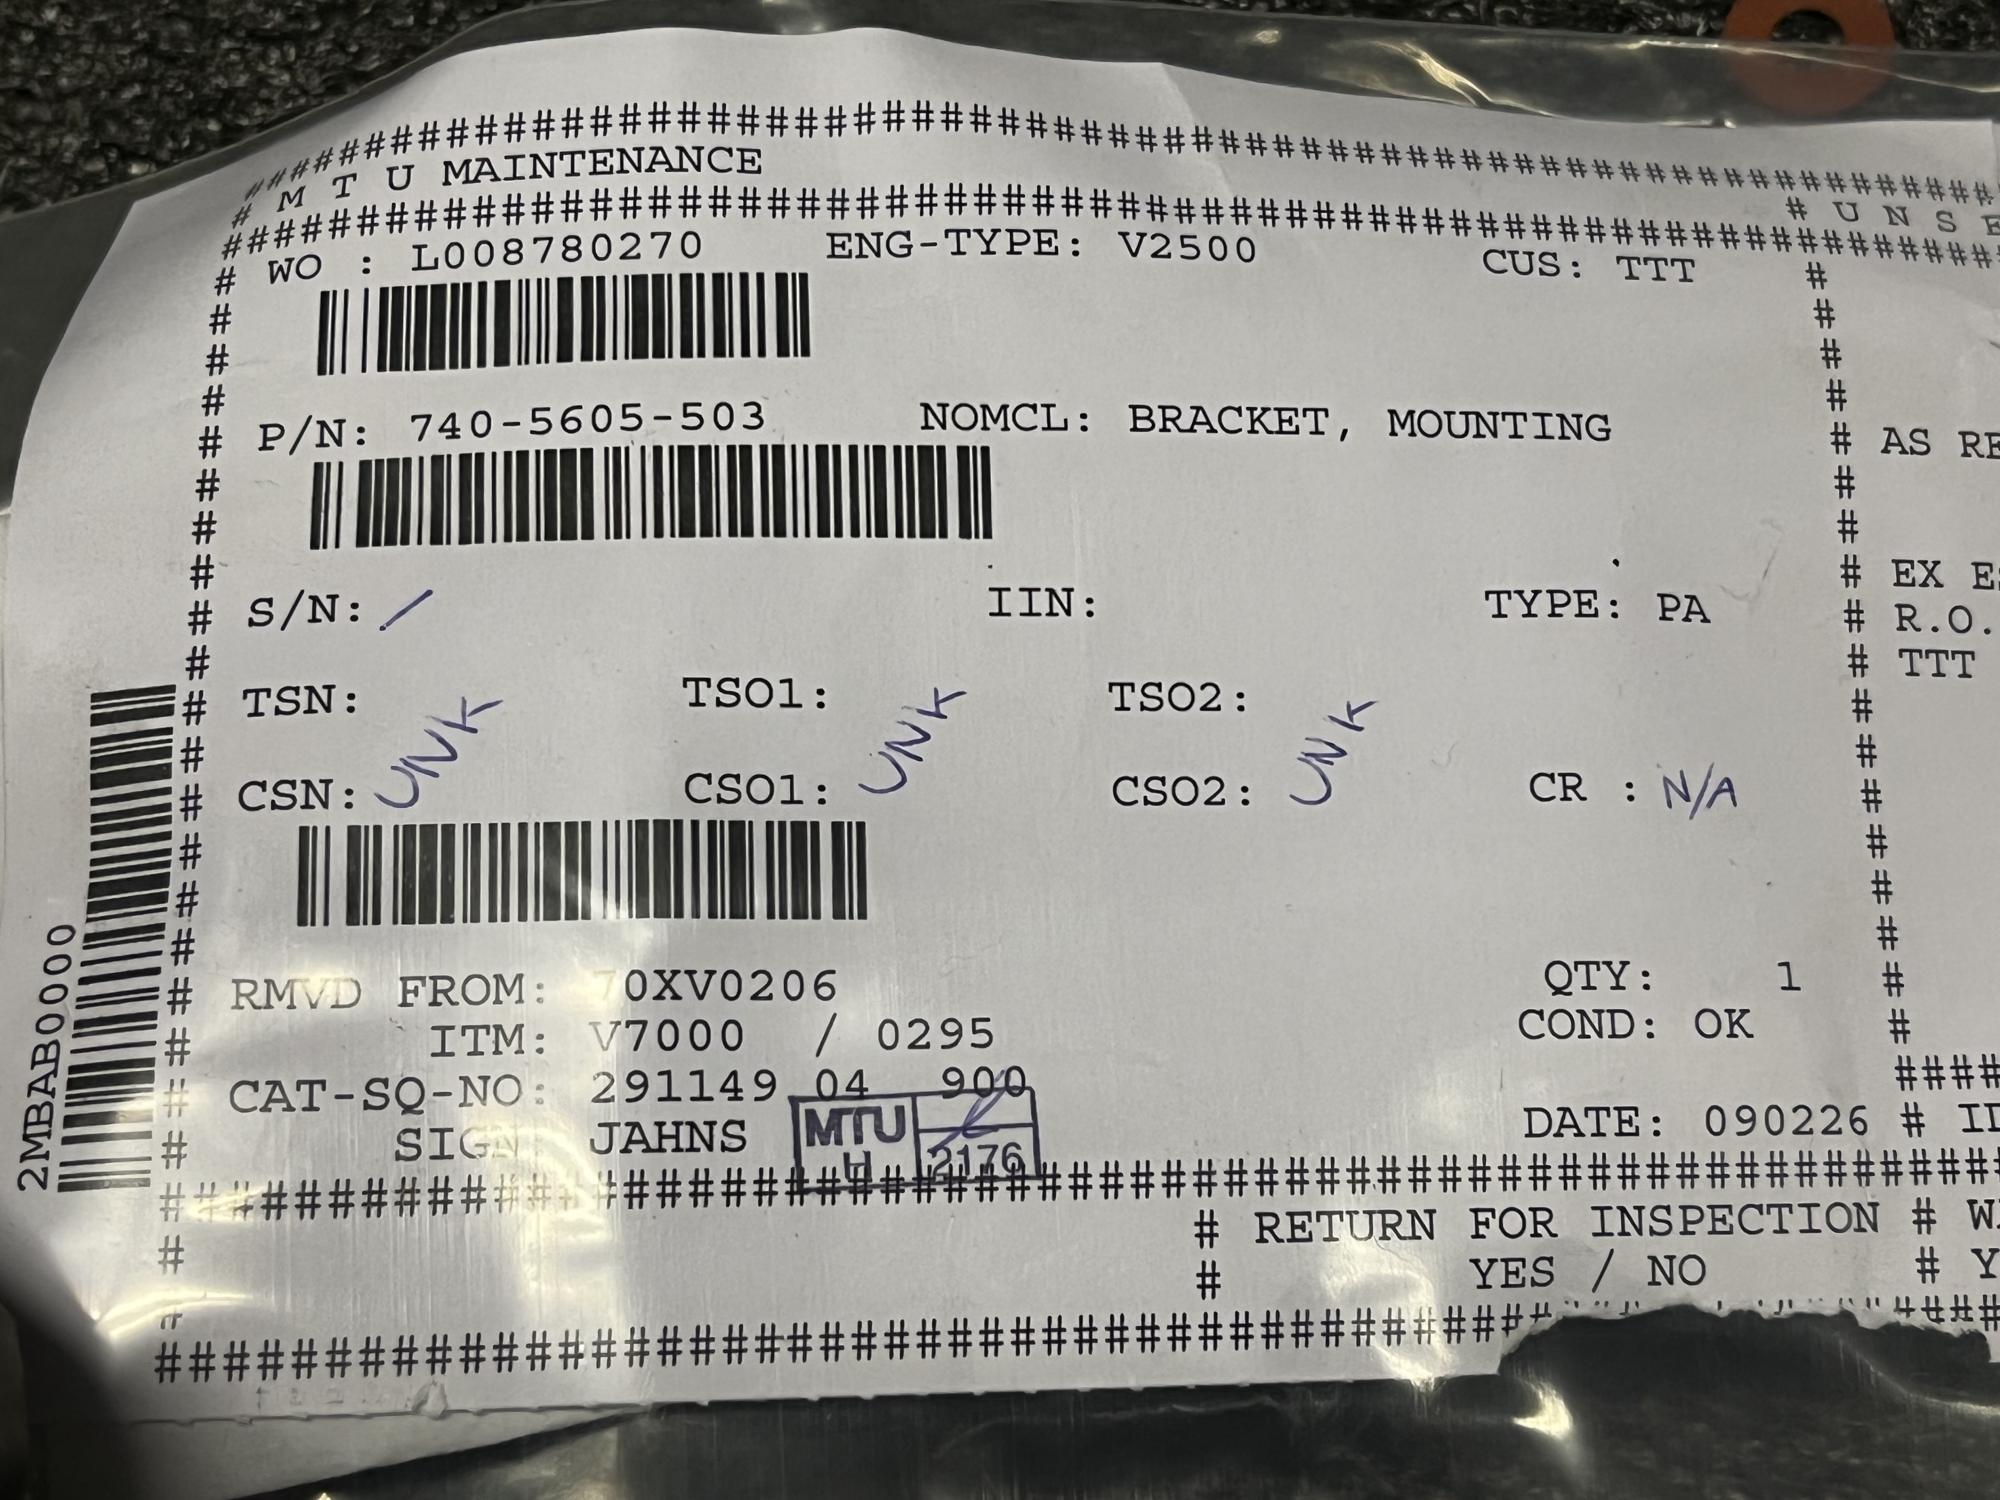 ##################################################
# M T U MAINTENANCE # U N S E
##################################################
# WO : L008780270 ENG-TYPE: V2500 CUS: TTT #
# P/N: 740-5605-503 NOMCL: BRACKET, MOUNTING # AS RE
# EX E
# S/N: / IIN: TYPE: PA # R.O.
# TTT
# TSN: UNK TSO1: UNK TSO2: UNK #
# CSN: CSO1: CSO2: CR : N/A #
# RMVD FROM: 70XV0206 QTY: 1 #
# ITM: V7000 / 0295 COND: OK #
# CAT-SQ-NO: 291149 04 900 ####
# SIGN: JAHNS DATE: 090226 # ID
MTU
H 2176
##################################################
# # RETURN FOR INSPECTION # W
# YES / NO # Y
##################################################
2MBAB0000